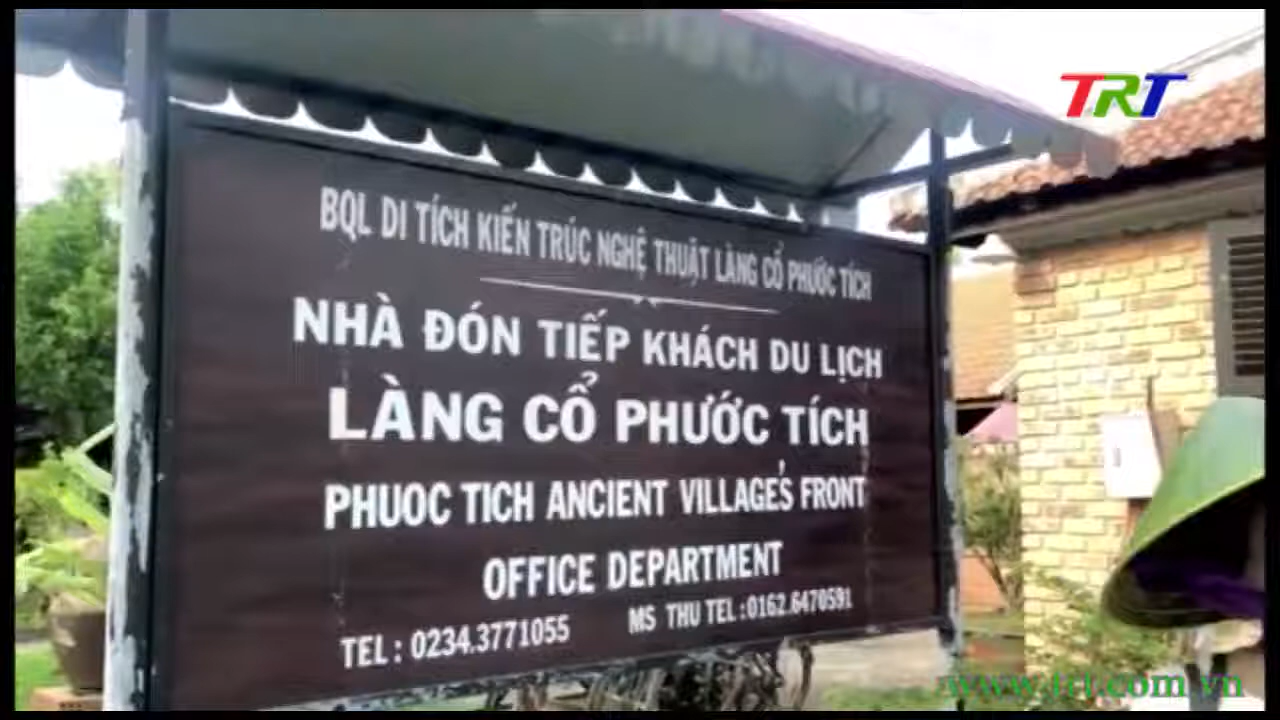 TRT
BQL DI TÍCH KIẾN TRÚC NGHỆ THUẬT LÀNG CỔ PHƯỚC TÍCH
NHÀ ĐÓN TIẾP KHÁCH DU LỊCH
LÀNG CỔ PHƯỚC TÍCH
PHUOC TICH ANCIENT VILLAGE'S FRONT
OFFICE DEPARTMENT
TEL : 0234.3771055 MS THU TEL :0162.6470591
www.trt.com.vn